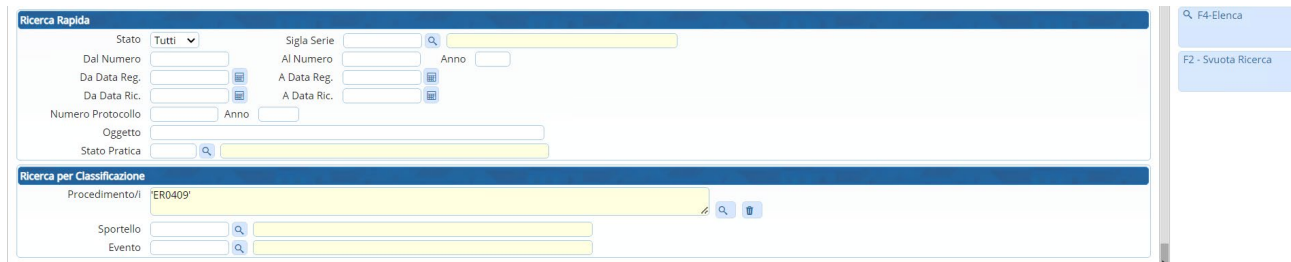 Ricerca Rapida
Stato Tutti Sigla Serie
Dal Numero Al Numero Anno
Da Data Reg. A Data Reg.
Da Data Ric. A Data Ric.
Numero Protocollo Anno
Oggetto
Stato Pratica
Ricerca per Classificazione
Procedimento/i 'ER0409'
Sportello
Evento
F4-Elenca
F2 - Svuota Ricerca